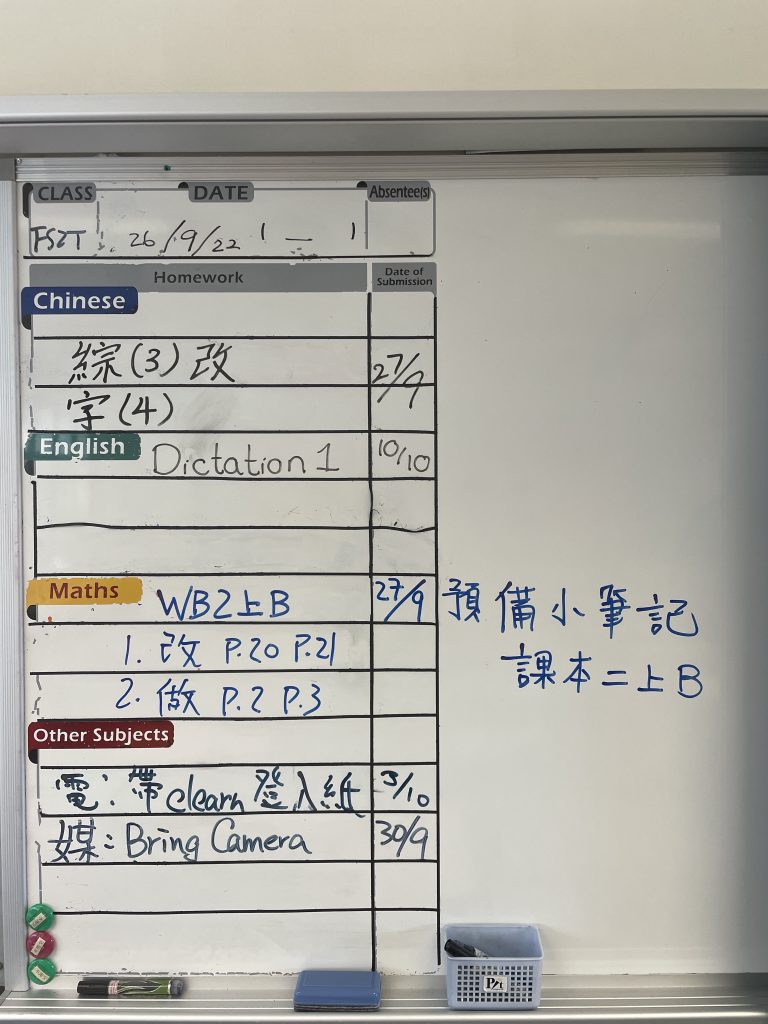 CLASS DATE Absentee(s)
26/9/22 1 — 1
Homework Date of Submission
Chinese
綜(3)改 27/9
字(4)
English Dictation 1 10/10
Maths WB2上B 27/9 預備小筆記
1. 改 P.20 P.21 課本二上B
2. 做 P.2 P.3
Other Subjects
電：帶elearn登入紙 3/10
媒：Bring Camera 30/9